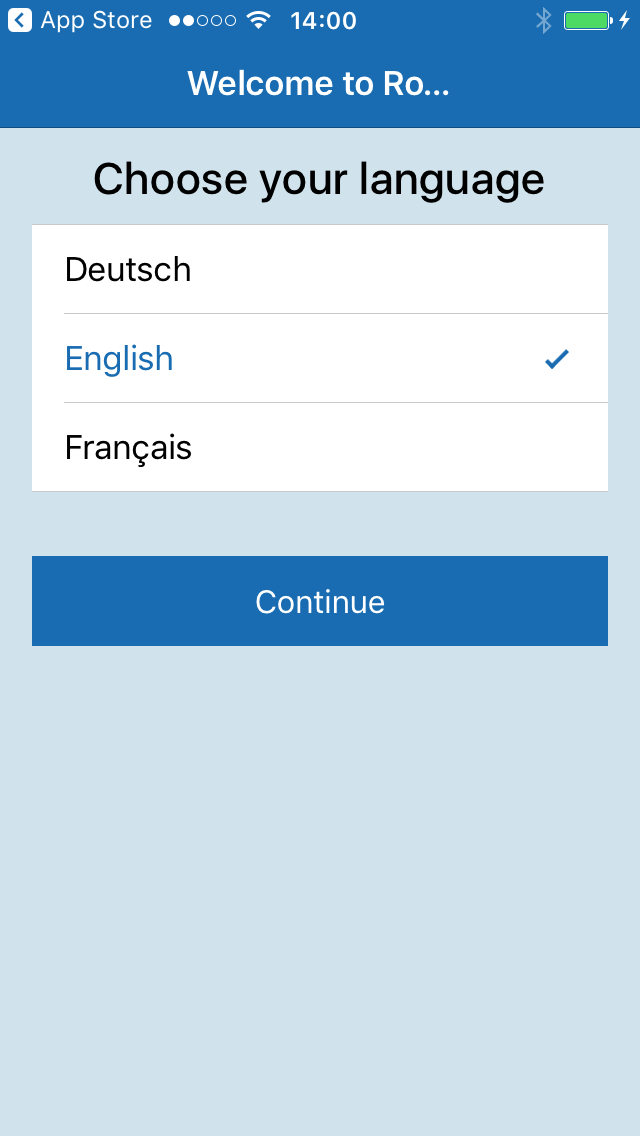 App Store 14:00
Welcome to Ro...
Choose your language
Deutsch
English
Français
Continue